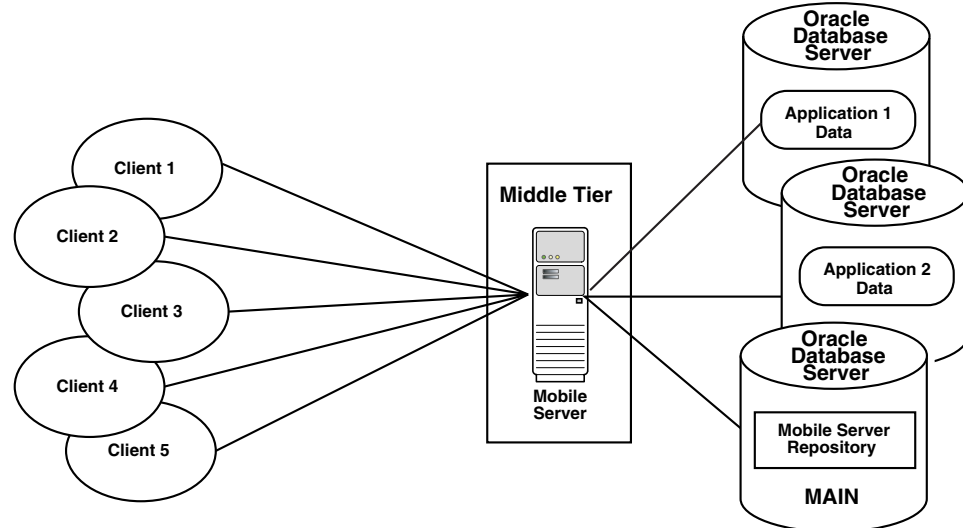 Client 1
Client 2
Client 3
Client 4
Client 5
Middle Tier
Mobile
Server
Oracle
Database
Server
Application 1
Data
Oracle
Database
Server
Application 2
Data
Oracle
Database
Server
Mobile Server
Repository
MAIN